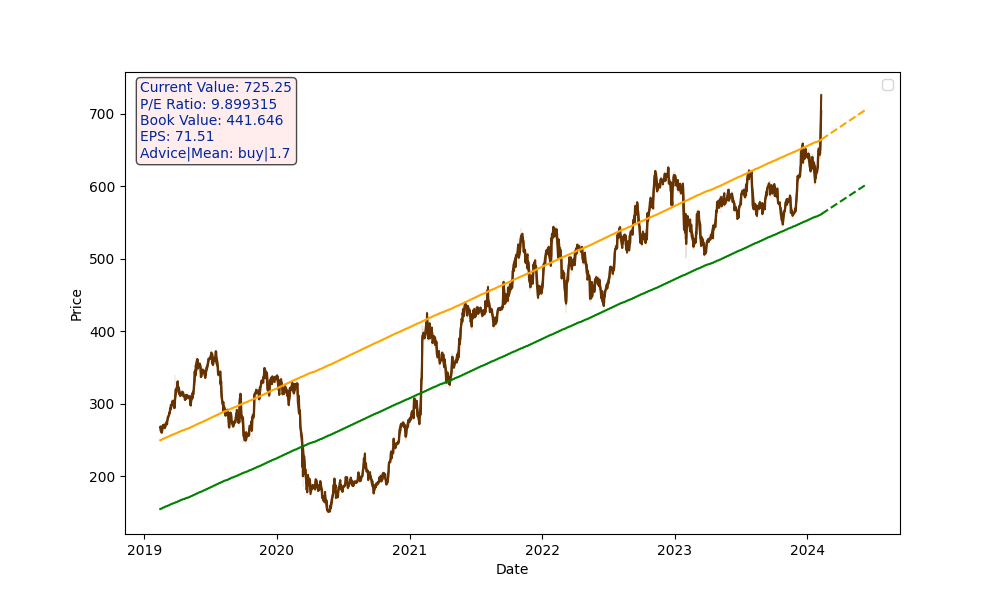 Current Value: 725.25
P/E Ratio: 9.899315
Book Value: 441.646
EPS: 71.51
Advice|Mean: buy|1.7
700
600
500
400
300
200
Price
2019 2020 2021 2022 2023 2024
Date